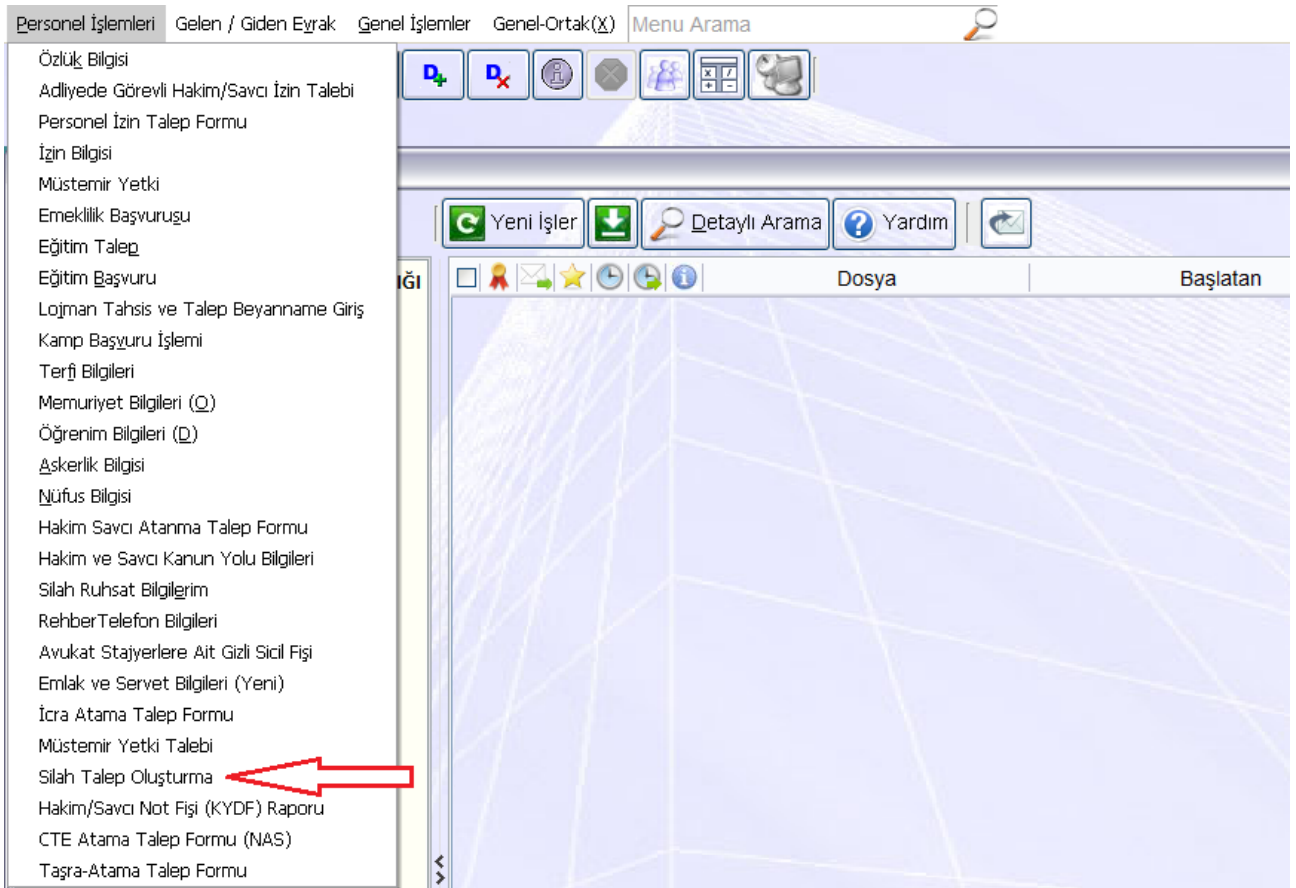 Personel İşlemleri Gelen / Giden Evrak Genel İşlemler Genel-Ortak(X) Menu Arama
Özlük Bilgisi
Adliyede Görevli Hakim/Savcı İzin Talebi
Personel İzin Talep Formu
İzin Bilgisi
Müstemir Yetki
Emeklilik Başvuruşu
Eğitim Talep
Eğitim Başvuru
Lojman Tahsis ve Talep Beyanname Giriş
Kamp Başvuru İşlemi
Terfi Bilgileri
Memuriyet Bilgileri (O)
Öğrenim Bilgileri (D)
Askerlik Bilgisi
Nüfus Bilgisi
Hakim Savcı Atanma Talep Formu
Hakim ve Savcı Kanun Yolu Bilgileri
Silah Ruhsat Bilgilerim
RehberTelefon Bilgileri
Avukat Stajyerlere Ait Gizli Sicil Fişi
Emlak ve Servet Bilgileri (Yeni)
İcra Atama Talep Formu
Müstemir Yetki Talebi
Silah Talep Oluşturma
Hakim/Savcı Not Fişi (KYDF) Raporu
CTE Atama Talep Formu (NAS)
Taşra-Atama Talep Formu
Yeni İşler Detaylı Arama Yardım
IĞI Dosya Başlatan